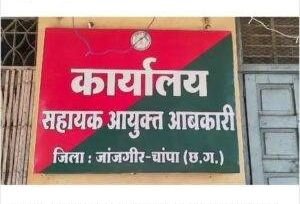 कार्यालय
सहायक आयुक्त आबकारी
जिला : जांजगीर-चांपा (छ.ग.)